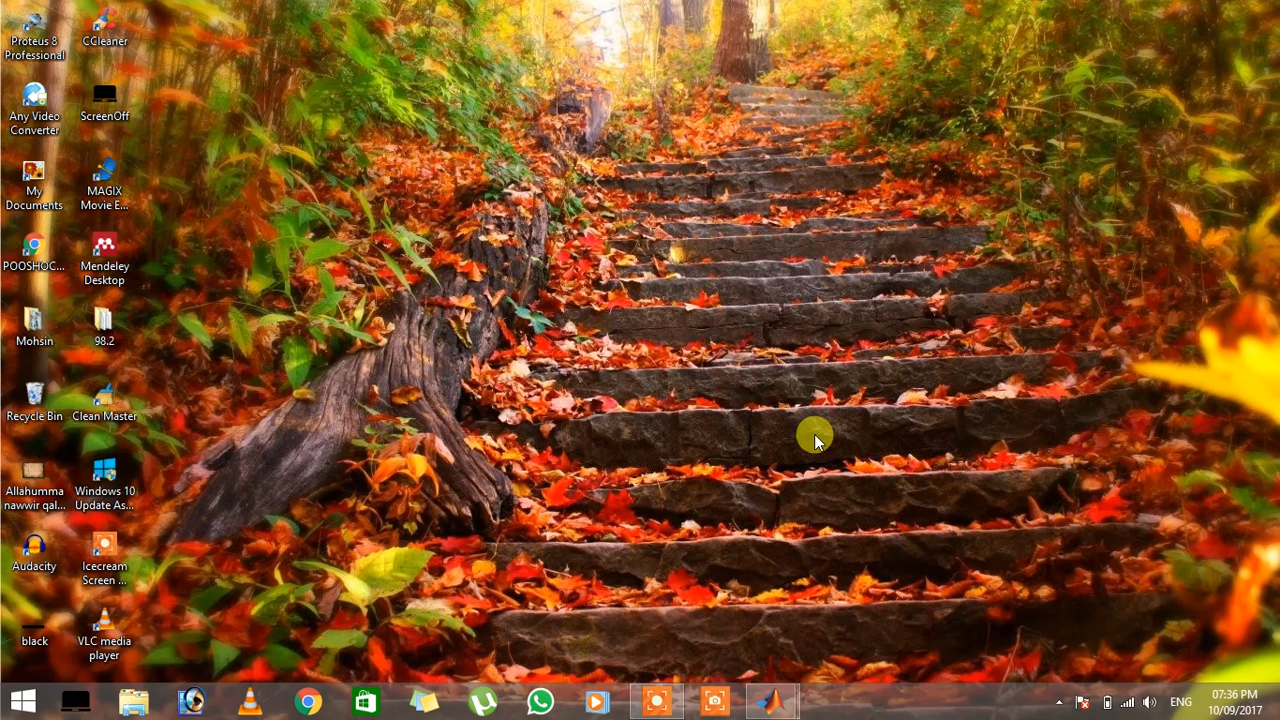 Proteus 8
Professional
CCleaner
Any Video
Converter
ScreenOff
My
Documents
MAGIX
Movie E...
POOSHOC...
Mendeley
Desktop
Mohsin
98.2
Recycle Bin
Clean Master
Allahumma
nawwir qal...
Windows 10
Update As...
Audacity
Icecream
Screen ...
black
VLC media
player
ENG
07:36 PM
10/09/2017